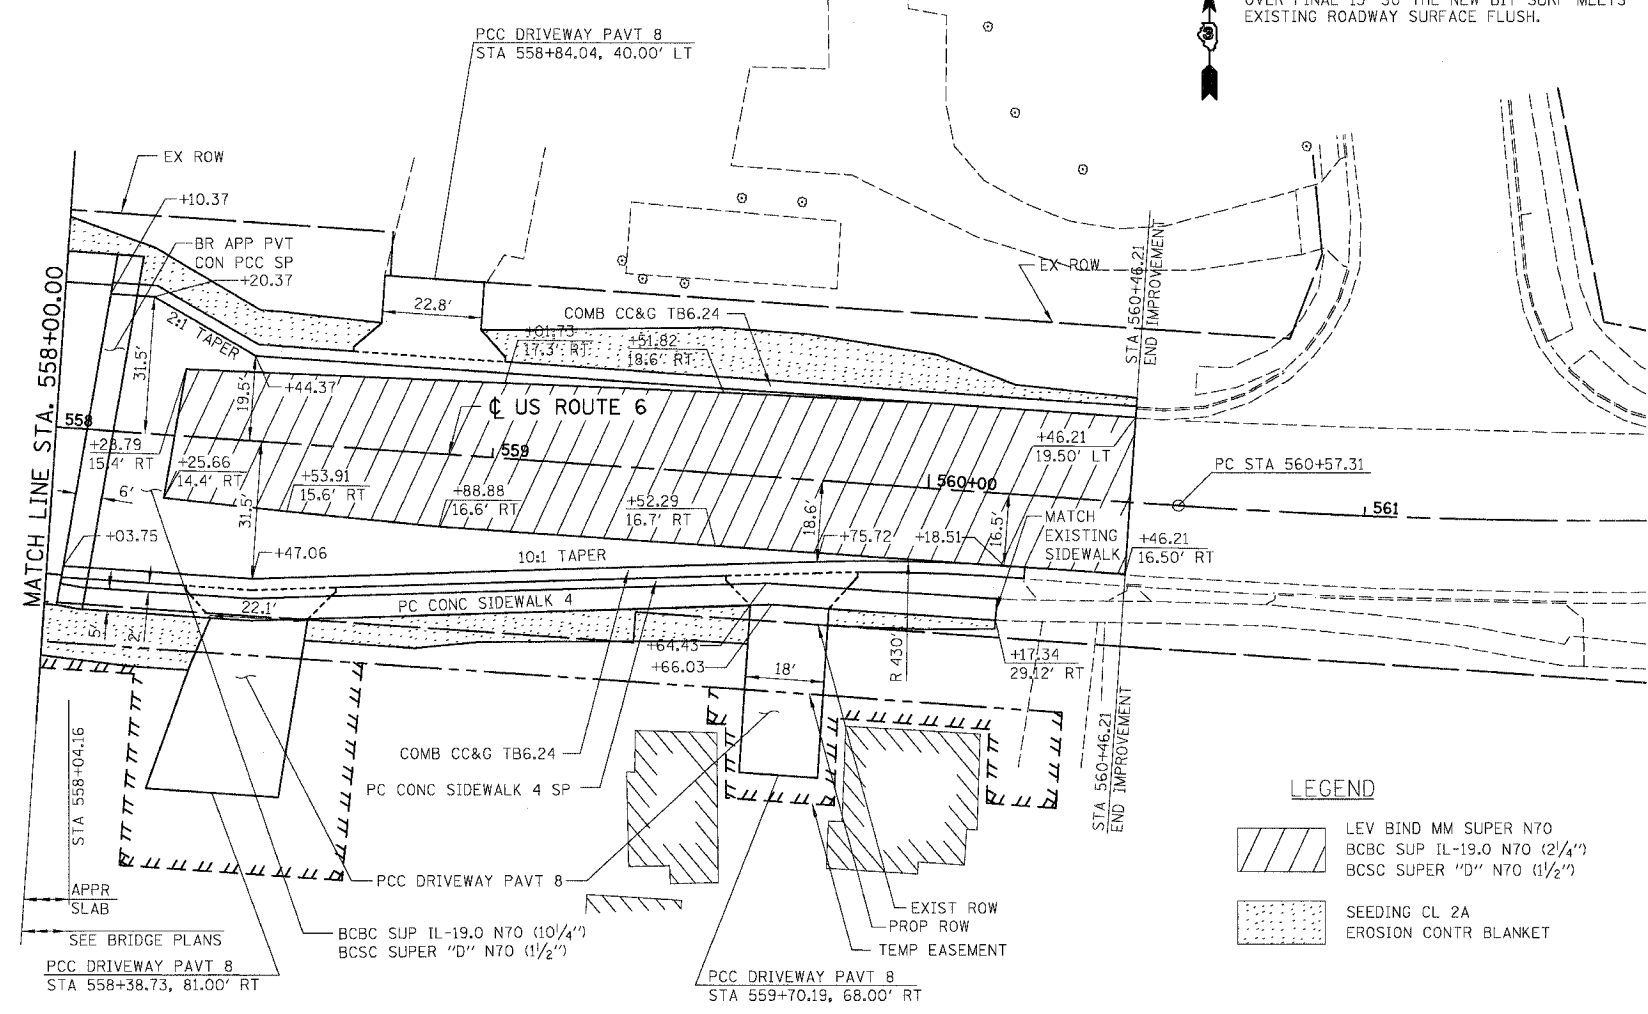 OVER FINAL 15' SO THE NEW BIT SURF MEETS
EXISTING ROADWAY SURFACE FLUSH.
3
PCC DRIVEWAY PAVT 8
STA 558+84.04, 40.00' LT
EX ROW
+10.37
BR APP PVT
CON PCC SP
+20.37
2:1 TAPER
31.5'
19.5'
+44.37
22.8'
COMB CC&G TB6.24
+01.73
17.3' RT
+51.82
18.6' RT
EX ROW
STA 560+46.21
END IMPROVEMENT
MATCH LINE STA. 558+00.00
558
℄ US ROUTE 6
559
560+00
561
PC STA 560+57.31
+46.21
19.50' LT
+23.79
15.4' RT
+25.66
14.4' RT
+53.91
15.6' RT
+88.88
16.6' RT
+52.29
16.7' RT
6'
31.5'
18.6'
16.5'
+75.72
+18.51
MATCH
EXISTING
SIDEWALK
+46.21
16.50' RT
+03.75
+47.06
10:1 TAPER
22.1'
PC CONC SIDEWALK 4
5'
2'
+64.43
+66.03
18'
R 430'
+17.34
29.12' RT
STA 558+04.16
COMB CC&G TB6.24
PC CONC SIDEWALK 4 SP
STA 560+46.21
END IMPROVEMENT
PCC DRIVEWAY PAVT 8
APPR
SLAB
SEE BRIDGE PLANS
BCBC SUP IL-19.0 N70 (10¼")
BCSC SUPER "D" N70 (1½")
EXIST ROW
PROP ROW
TEMP EASEMENT
PCC DRIVEWAY PAVT 8
STA 558+38.73, 81.00' RT
PCC DRIVEWAY PAVT 8
STA 559+70.19, 68.00' RT
LEGEND
LEV BIND MM SUPER N70
BCBC SUP IL-19.0 N70 (2¼")
BCSC SUPER "D" N70 (1½")
SEEDING CL 2A
EROSION CONTR BLANKET